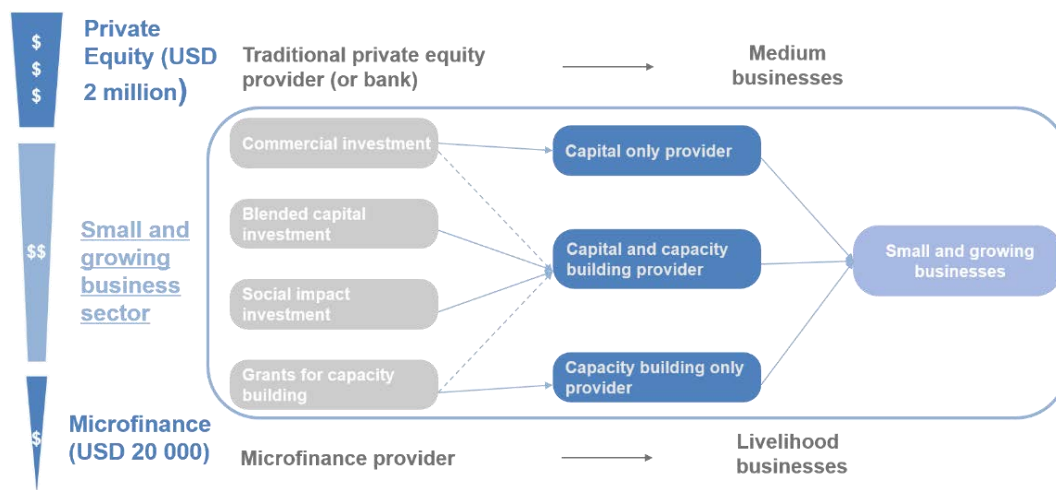 $
$
$
Private
Equity (USD
2 million)
Traditional private equity
provider (or bank)
Medium
businesses
Commercial investment
Capital only provider
Blended capital
investment
$$
Small and
growing
business
sector
Capital and capacity
building provider
Small and growing
businesses
Social impact
investment
Grants for capacity
building
Capacity building only
provider
$
Microfinance
(USD 20 000)
Microfinance provider
Livelihood
businesses